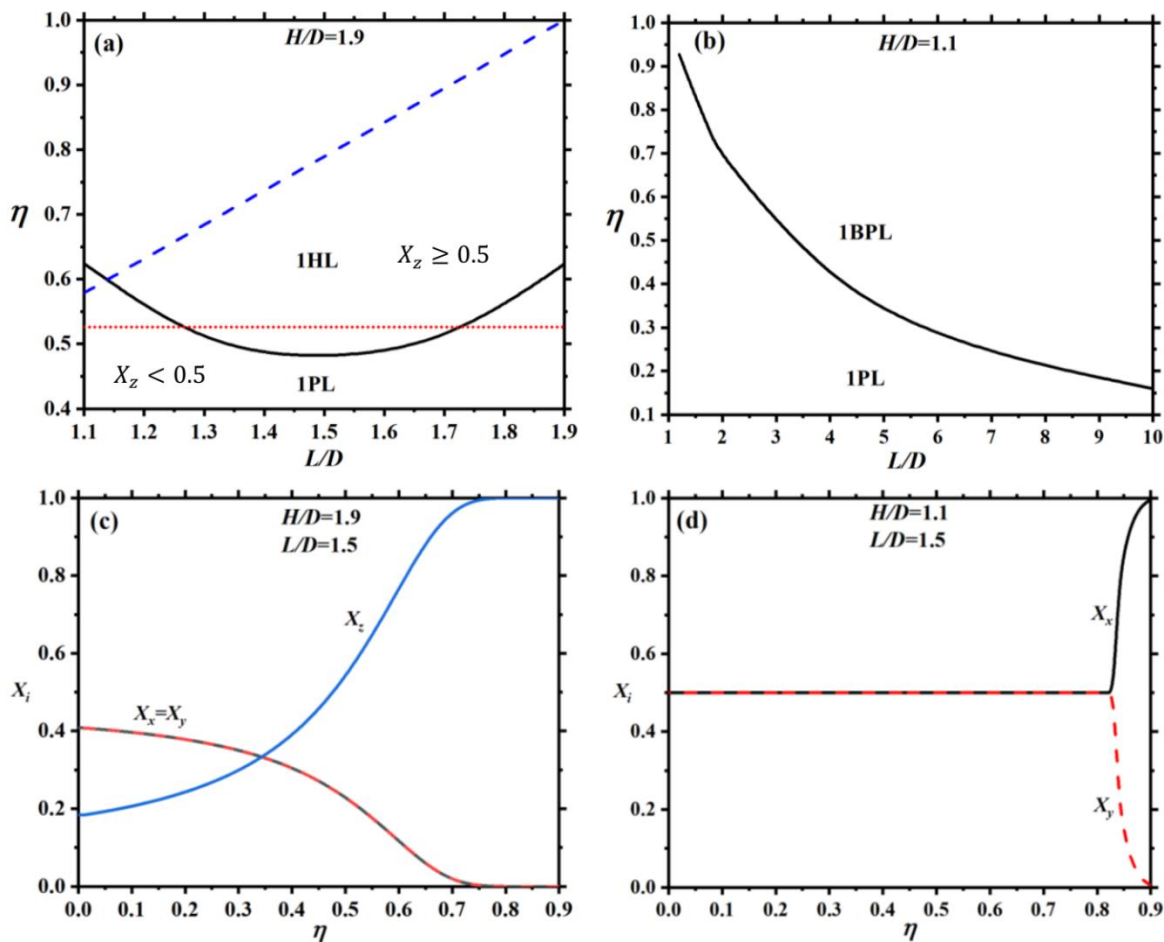 (a)
H/D=1.9
1.0
0.9
0.8
0.7
0.6
0.5
0.4
η
1HL
X_z ≥ 0.5
X_z < 0.5
1PL
1.1 1.2 1.3 1.4 1.5 1.6 1.7 1.8 1.9
L/D
(b)
H/D=1.1
1.0
0.9
0.8
0.7
0.6
0.5
0.4
0.3
0.2
0.1
η
1BPL
1PL
1 2 3 4 5 6 7 8 9 10
L/D
(c)
H/D=1.9
L/D=1.5
1.0
0.8
0.6
0.4
0.2
0.0
X_i
X_z
X_x=X_y
0.0 0.1 0.2 0.3 0.4 0.5 0.6 0.7 0.8 0.9
η
(d)
H/D=1.1
L/D=1.5
1.0
0.8
0.6
0.4
0.2
0.0
X_i
X_x
X_y
0.0 0.1 0.2 0.3 0.4 0.5 0.6 0.7 0.8 0.9
η